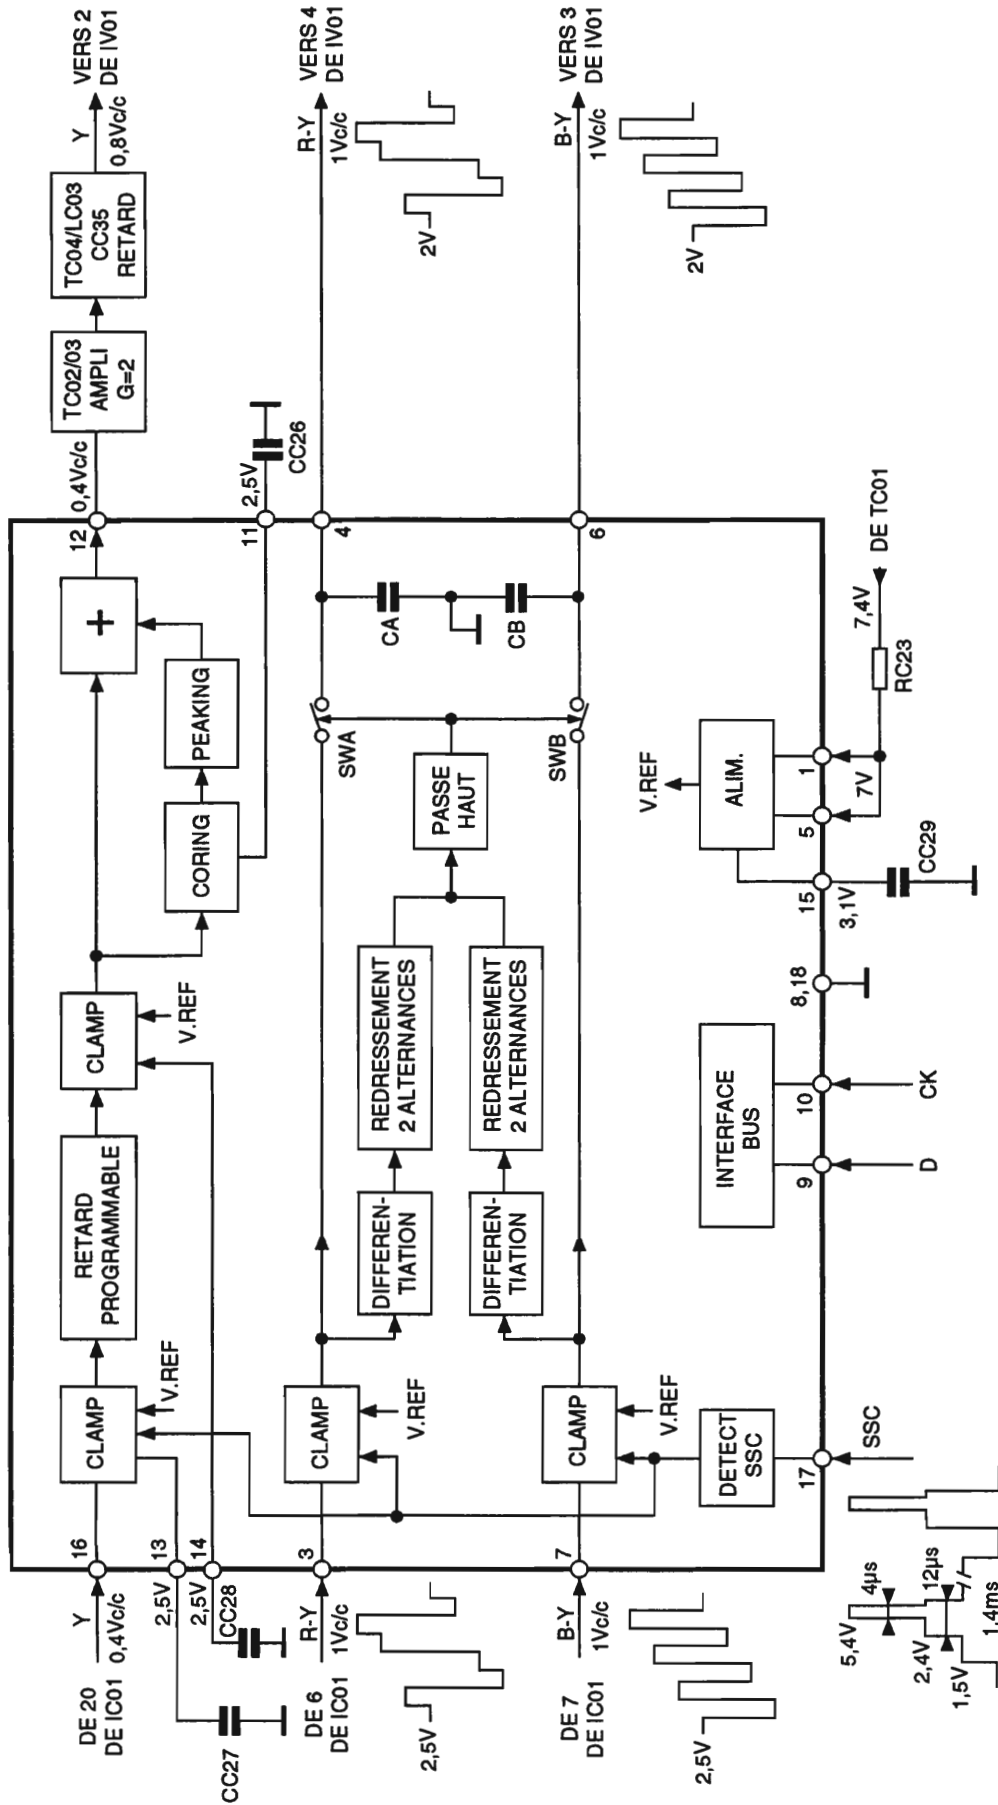 DE 20
DE IC01
Y
0,4Vc/c
16
CLAMP
V.REF
RETARD
PROGRAMMABLE
CLAMP
V.REF
+
CORING
PEAKING
12
0,4Vc/c
TC02/03
AMPLI
G=2
TC04/LC03
CC35
RETARD
Y
0,8Vc/c
VERS 2
DE IV01
13
2,5V
CC27
14
2,5V
CC28
11
2,5V
CC26
DE 6
DE IC01
R-Y
1Vc/c
3
2,5V
CLAMP
V.REF
DIFFEREN-
TIATION
REDRESSEMENT
2 ALTERNANCES
PASSE
HAUT
SWA
CA
4
R-Y
1Vc/c
VERS 4
DE IV01
2V
DIFFEREN-
TIATION
REDRESSEMENT
2 ALTERNANCES
SWB
CB
DE 7
DE IC01
B-Y
1Vc/c
7
2,5V
CLAMP
V.REF
6
B-Y
1Vc/c
VERS 3
DE IV01
2V
DETECT
SSC
17
SSC
5,4V
4µs
2,4V
12µs
1,5V
1,4ms
INTERFACE
BUS
9
D
10
CK
8,18
V.REF
ALIM.
15
3,1V
CC29
5
1
7V
RC23
7,4V
DE TC01